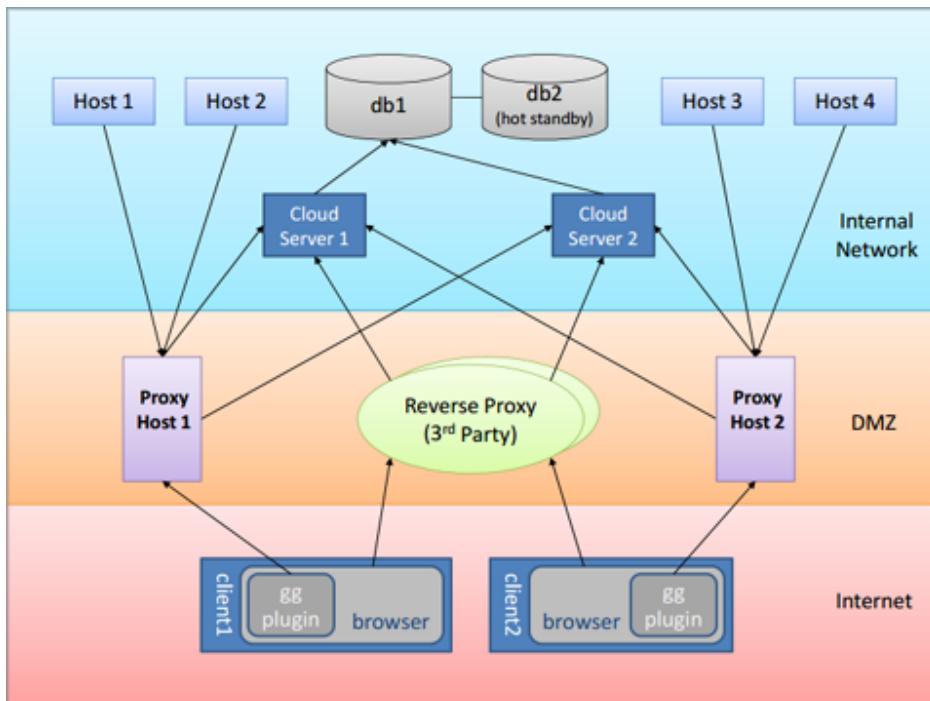 Host 1
Host 2
db1
db2
(hot standby)
Host 3
Host 4
Cloud
Server 1
Cloud
Server 2
Internal
Network
Proxy
Host 1
Reverse Proxy
(3rd Party)
Proxy
Host 2
DMZ
client1
gg
plugin
browser
client2
browser
gg
plugin
Internet